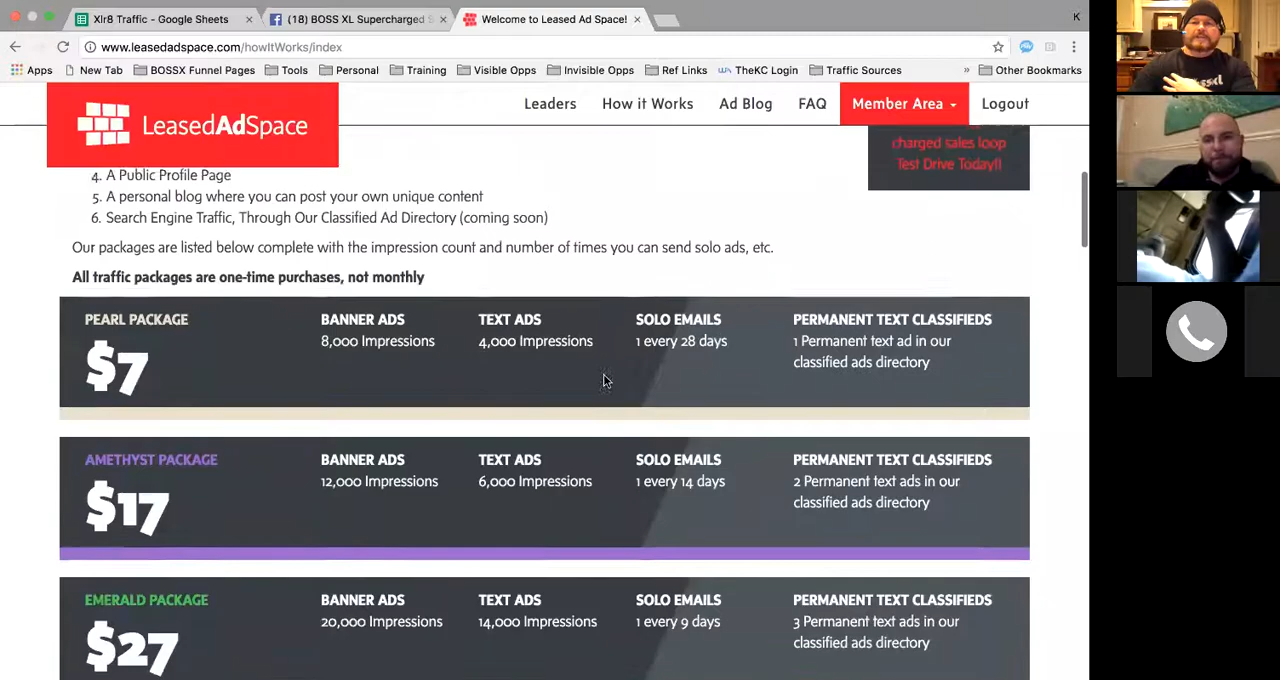 Xlr8 Traffic - Google Sheets
(18) BOSS XL Supercharged S
Welcome to Leased Ad Space!
K
www.leasedadspace.com/howItWorks/index
Apps
New Tab
BOSSX Funnel Pages
Tools
Personal
Training
Visible Opps
Invisible Opps
Ref Links
TheKC Login
Traffic Sources
»
Other Bookmarks
LeasedAdSpace
Leaders
How it Works
Ad Blog
FAQ
Member Area
Logout
charged sales loop
Test Drive Today!!
4. A Public Profile Page
5. A personal blog where you can post your own unique content
6. Search Engine Traffic, Through Our Classified Ad Directory (coming soon)
Our packages are listed below complete with the impression count and number of times you can send solo ads, etc.
All traffic packages are one-time purchases, not monthly
PEARL PACKAGE
$7
BANNER ADS
8,000 Impressions
TEXT ADS
4,000 Impressions
SOLO EMAILS
1 every 28 days
PERMANENT TEXT CLASSIFIEDS
1 Permanent text ad in our
classified ads directory
AMETHYST PACKAGE
$17
BANNER ADS
12,000 Impressions
TEXT ADS
6,000 Impressions
SOLO EMAILS
1 every 14 days
PERMANENT TEXT CLASSIFIEDS
2 Permanent text ads in our
classified ads directory
EMERALD PACKAGE
$27
BANNER ADS
20,000 Impressions
TEXT ADS
14,000 Impressions
SOLO EMAILS
1 every 9 days
PERMANENT TEXT CLASSIFIEDS
3 Permanent text ads in our
classified ads directory